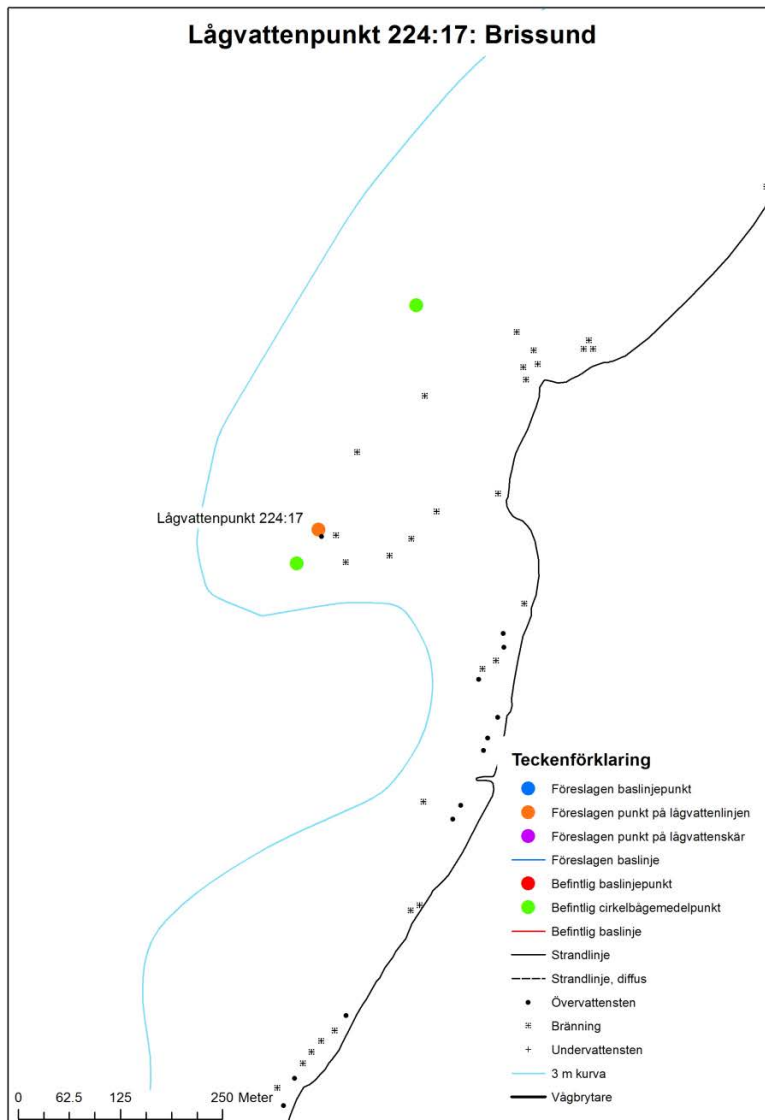 Lågvattenpunkt 224:17: Brissund
Lågvattenpunkt 224:17
Teckenförklaring
Föreslagen baslinjepunkt
Föreslagen punkt på lågvattenlinjen
Föreslagen punkt på lågvattenskär
Föreslagen baslinje
Befintlig baslinjepunkt
Befintlig cirkelbågemedelpunkt
Befintlig baslinje
Strandlinje
Strandlinje, diffus
Övervattensten
Bränning
Undervattensten
3 m kurva
Vågbrytare
0 62.5 125 250 Meter